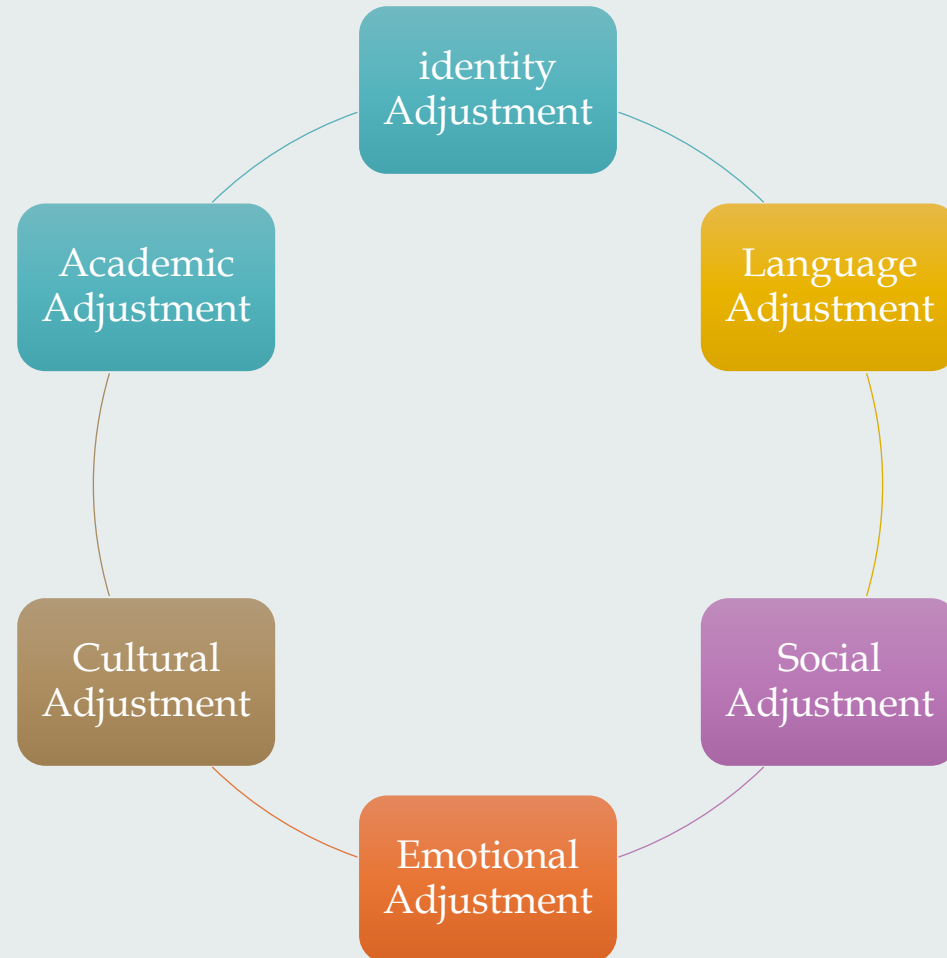 identity
Adjustment
Language
Adjustment
Social
Adjustment
Emotional
Adjustment
Cultural
Adjustment
Academic
Adjustment